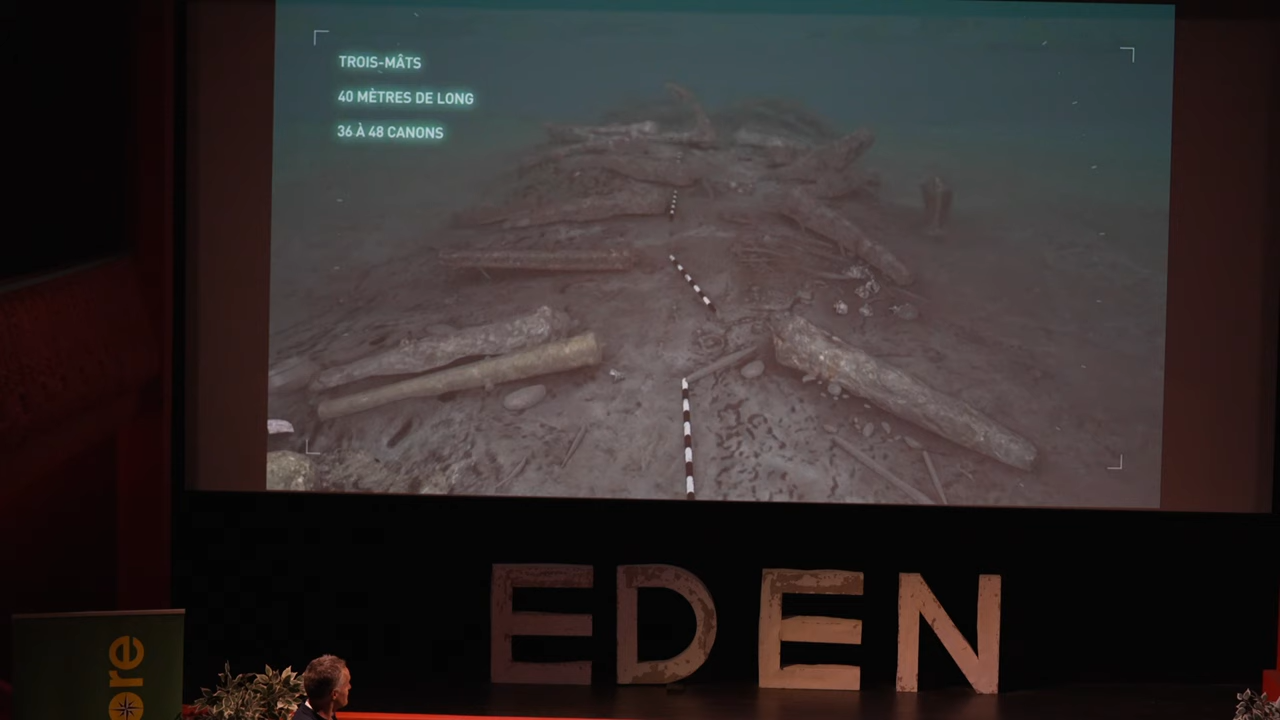 TROIS-MÂTS
40 MÈTRES DE LONG
36 À 48 CANONS
EDEN
ore